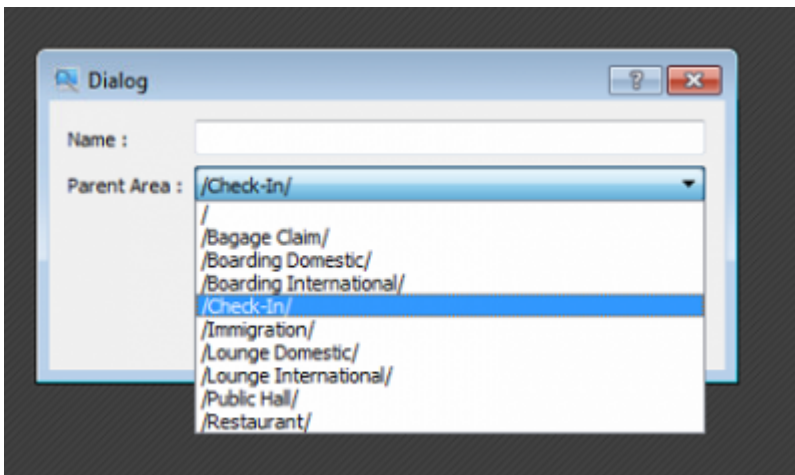 Dialog
Name :
Parent Area : /Check-In/
/
/Bagage Claim/
/Boarding Domestic/
/Boarding International/
/Check-In/
/Immigration/
/Lounge Domestic/
/Lounge International/
/Public Hall/
/Restaurant/